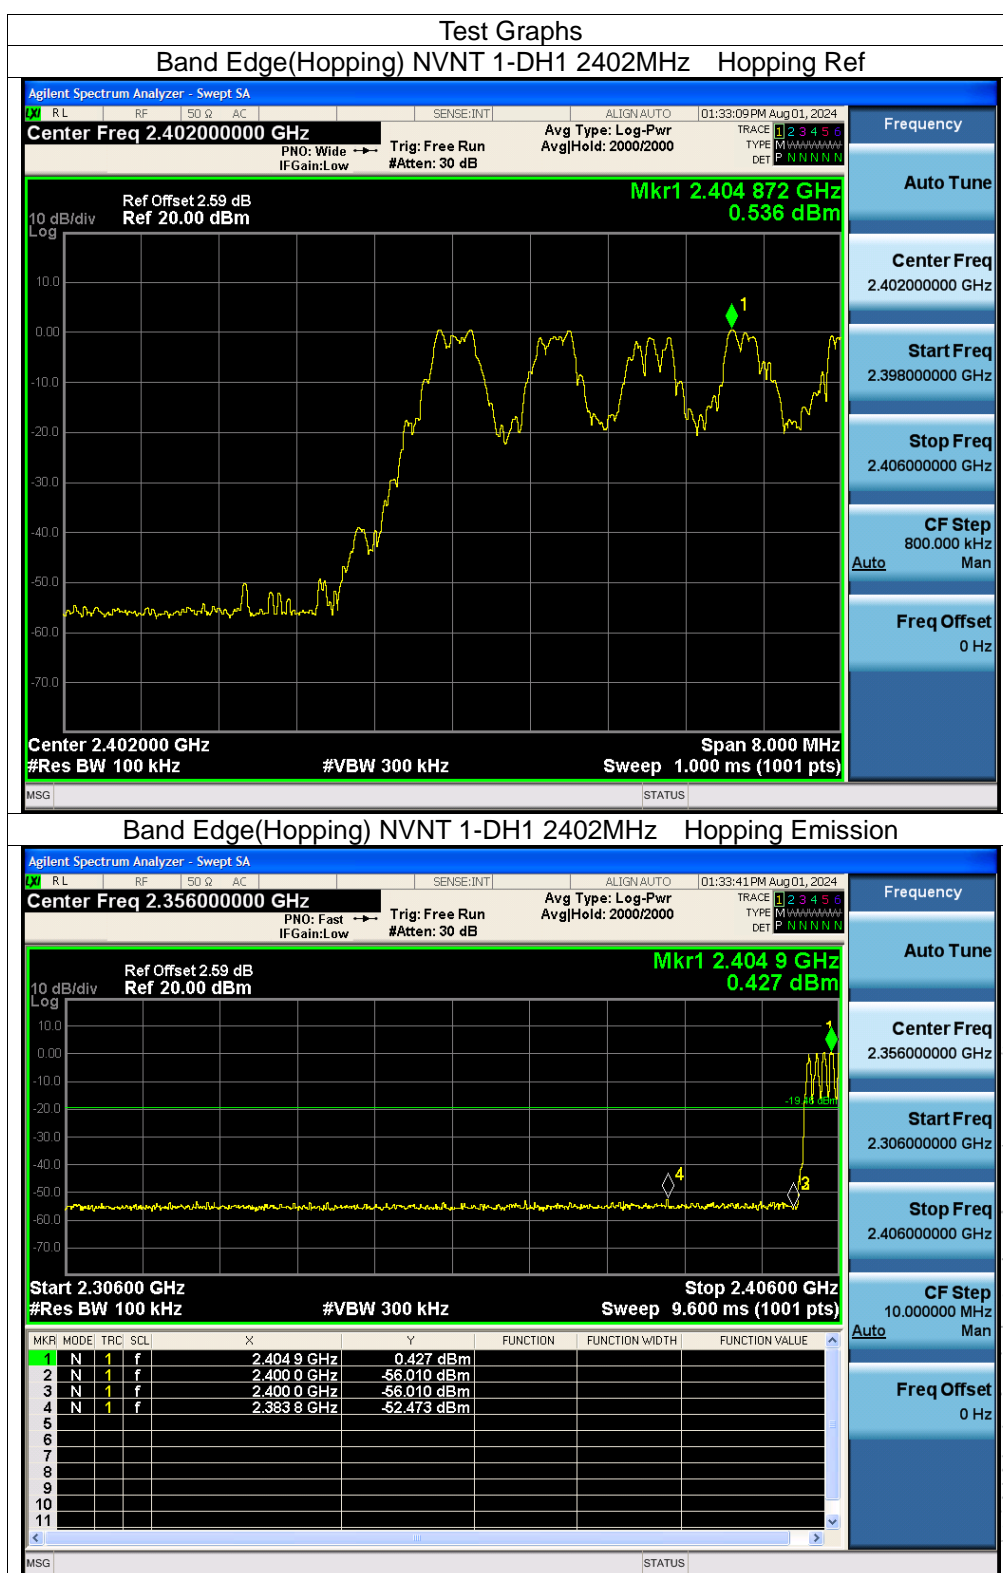 Test Graphs
Band Edge(Hopping) NVNT 1-DH1 2402MHz Hopping Ref
Agilent Spectrum Analyzer - Swept SA
LXI RL RF 50 Ω AC SENSE:INT ALIGN AUTO 01:33:09 PM Aug 01, 2024
Center Freq 2.402000000 GHz
PNO: Wide
IFGain:Low
Trig: Free Run
#Atten: 30 dB
Avg Type: Log-Pwr
Avg|Hold: 2000/2000
TRACE 1 2 3 4 5 6
TYPE M WWWWW
DET P N N N N N
Frequency
Auto Tune
Center Freq
2.402000000 GHz
Start Freq
2.398000000 GHz
Stop Freq
2.406000000 GHz
CF Step
800.000 kHz
Auto Man
Freq Offset
0 Hz
Mkr1 2.404 872 GHz
0.536 dBm
Ref Offset 2.59 dB
10 dB/div Ref 20.00 dBm
Log
10.0
0.00
-10.0
-20.0
-30.0
-40.0
-50.0
-60.0
-70.0
1
Center 2.402000 GHz Span 8.000 MHz
#Res BW 100 kHz #VBW 300 kHz Sweep 1.000 ms (1001 pts)
MSG STATUS
Band Edge(Hopping) NVNT 1-DH1 2402MHz Hopping Emission
Agilent Spectrum Analyzer - Swept SA
LXI RL RF 50 Ω AC SENSE:INT ALIGN AUTO 01:33:41 PM Aug 01, 2024
Center Freq 2.356000000 GHz
PNO: Fast
IFGain:Low
Trig: Free Run
#Atten: 30 dB
Avg Type: Log-Pwr
Avg|Hold: 2000/2000
TRACE 1 2 3 4 5 6
TYPE M WWWWW
DET P N N N N N
Frequency
Auto Tune
Center Freq
2.356000000 GHz
Start Freq
2.306000000 GHz
Stop Freq
2.406000000 GHz
CF Step
10.000000 MHz
Auto Man
Freq Offset
0 Hz
Mkr1 2.404 9 GHz
0.427 dBm
Ref Offset 2.59 dB
10 dB/div Ref 20.00 dBm
Log
10.0
0.00
-10.0
-20.0
-30.0
-40.0
-50.0
-60.0
-70.0
1
4
3
Start 2.30600 GHz Stop 2.40600 GHz
#Res BW 100 kHz #VBW 300 kHz Sweep 9.600 ms (1001 pts)
MKR MODE TRC SCL X Y FUNCTION FUNCTION WIDTH FUNCTION VALUE
1 N 1 f 2.404 9 GHz 0.427 dBm
2 N 1 f 2.400 0 GHz -56.010 dBm
3 N 1 f 2.400 0 GHz -56.010 dBm
4 N 1 f 2.383 8 GHz -52.473 dBm
5
6
7
8
9
10
11
MSG STATUS